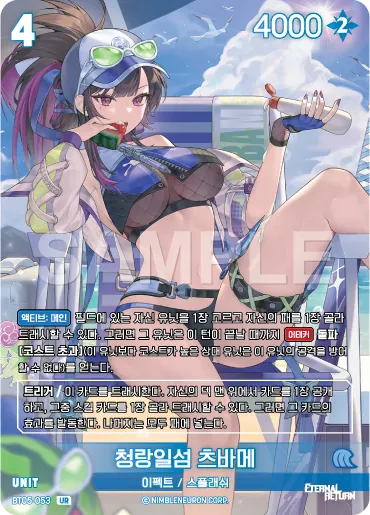 4
4000 2
BAN
SAMPLE
액티브: 메인 필드에 있는 자신 유닛을 1장 고르고 자신의 패를 1장 골라
트래시할 수 있다. 그러면 그 유닛은 이 턴이 끝날 때까지 어태커 돌파
[코스트 초과](이 유닛보다 코스트가 높은 상대 유닛은 이 유닛의 공격을 방어
할 수 없다)를 얻는다.
트리거 / 이 카드를 트래시한다. 자신의 덱 맨 위에서 카드를 1장 공개
하고, 그중 스킬 카드를 1장 골라 트래시할 수 있다. 그러면 그 카드의
효과를 발동한다. 나머지는 모두 패에 넣는다.
청랑일섬 츠바메
UNIT
이펙트 / 스플래쉬
BT05-053 UR
© NIMBLENEURON CORP.
ETERNAL RETURN